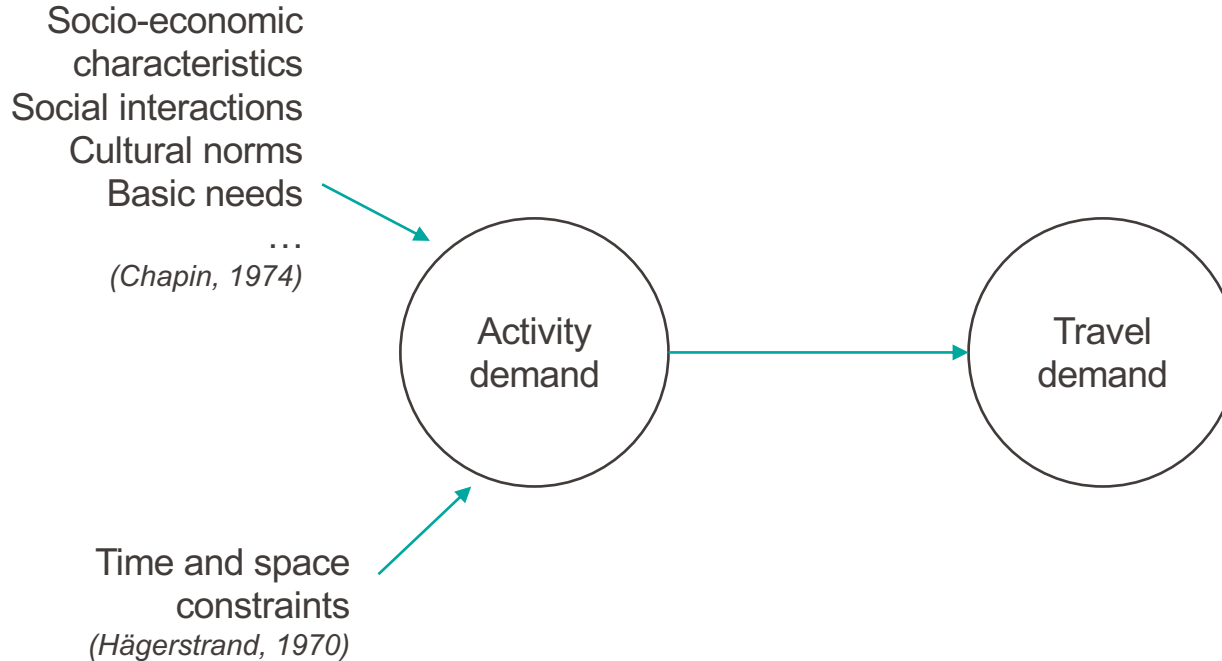 Socio-economic
characteristics
Social interactions
Cultural norms
Basic needs
…
(Chapin, 1974)
Activity
demand
Travel
demand
Time and space
constraints
(Hägerstrand, 1970)